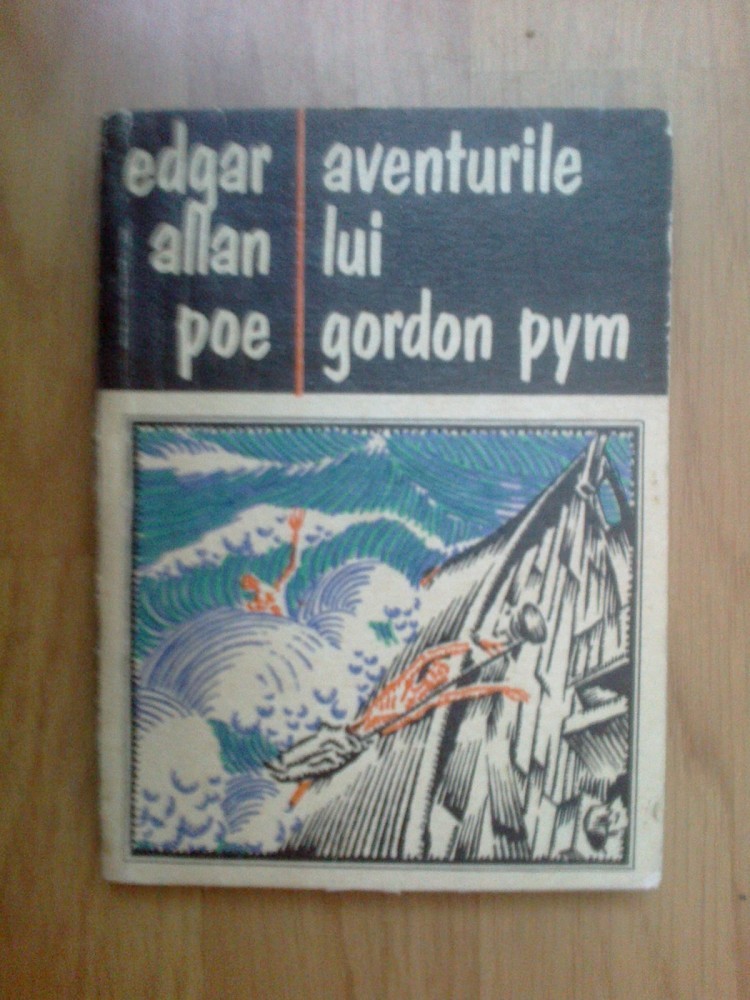 edgar
allan
poe
aventurile
lui
gordon pym